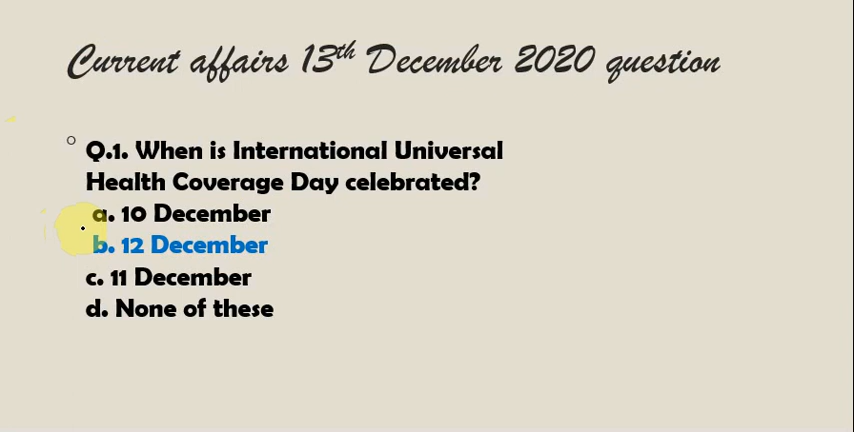 Current affairs 13th December 2020 question
Q.1. When is International Universal
Health Coverage Day celebrated?
a. 10 December
b. 12 December
c. 11 December
d. None of these